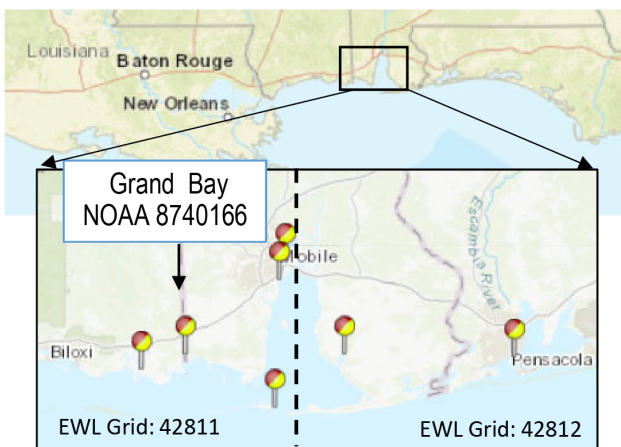 Louisiana
Baton Rouge
New Orleans
Grand Bay
NOAA 8740166
Mobile
Escambia River
Biloxi
Pensacola
EWL Grid: 42811
EWL Grid: 42812